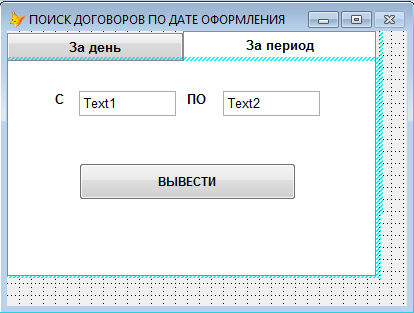 ПОИСК ДОГОВОРОВ ПО ДАТЕ ОФОРМЛЕНИЯ
За день За период
С Text1 ПО Text2
ВЫВЕСТИ